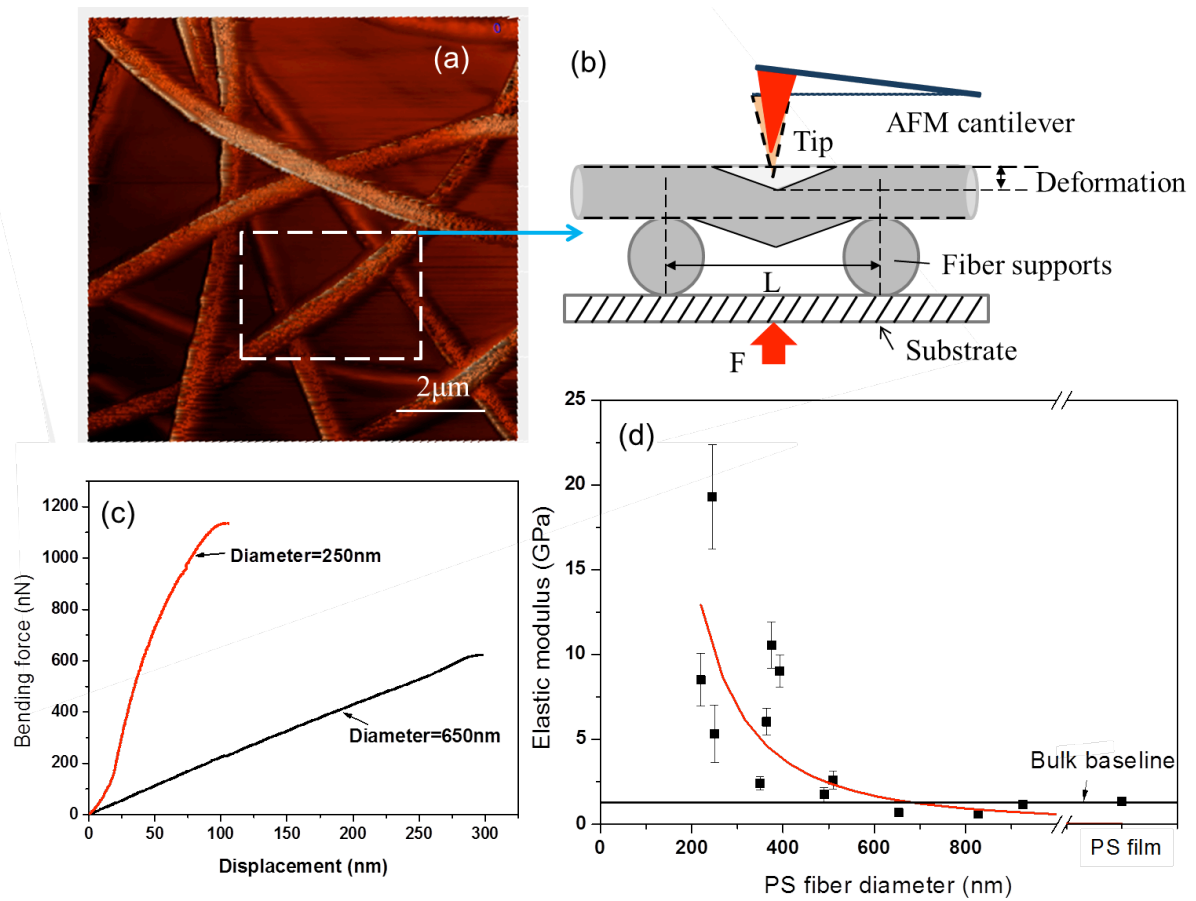 (a)
0
2μm
(b)
Tip
AFM cantilever
Deformation
Fiber supports
L
Substrate
F
(c)
1200
1000
800
600
400
200
0
Bending force (nN)
Diameter=250nm
Diameter=650nm
0 50 100 150 200 250 300
Displacement (nm)
(d)
25
20
15
10
5
0
Elastic modulus (GPa)
Bulk baseline
0 200 400 600 800
PS film
PS fiber diameter (nm)